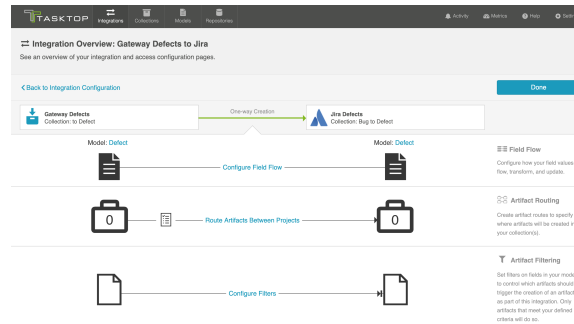 TASKTOP
Integrations
Collections
Models
Repositories
Activity
Metrics
Help
Integration Overview: Gateway Defects to Jira
See an overview of your integration and access configuration pages.
Back to Integration Configuration
Done
Gateway Defects
Collection: to Defect
One-way Creation
Jira Defects
Collection: Bug to Defect
Model: Defect
Model: Defect
Configure Field Flow
Field Flow
Configure how your field values
flow, transform, and update.
0
Route Artifacts Between Projects
0
Artifact Routing
Create artifact routes to specify
where artifacts will be created in
your collection(s).
Configure Filters
Artifact Filtering
Set filters on fields in your mode
to control which artifacts should
trigger the creation of an artifact
as part of this integration. Only
artifacts that meet your defined
criteria will do so.